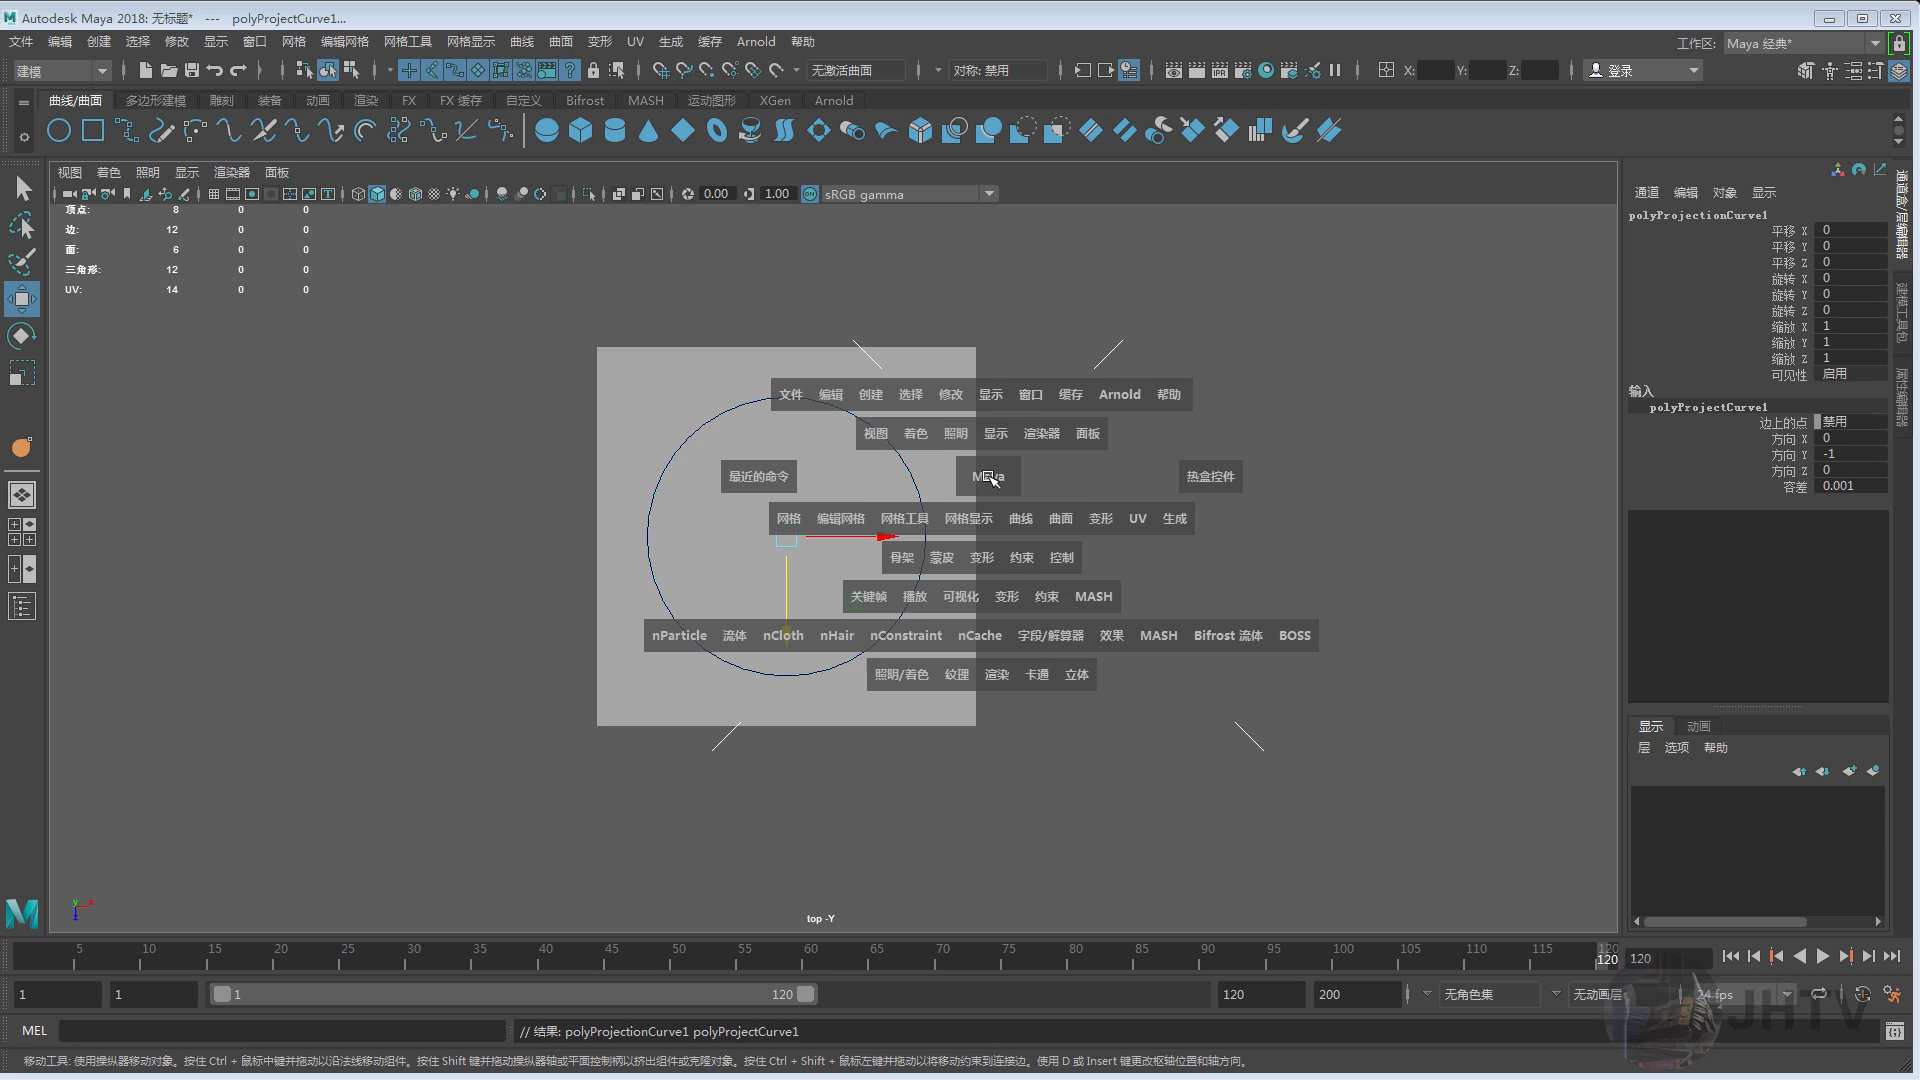 Autodesk Maya 2018: 无标题* --- polyProjectCurve1...
文件 编辑 创建 选择 修改 显示 窗口 网格 编辑网格 网格工具 网格显示 曲线 曲面 变形 UV 生成 缓存 Arnold 帮助
工作区: Maya 经典*
建模 无激活曲面 对称: 禁用 X: Y: Z: 登录
曲线/曲面 多边形建模 雕刻 装备 动画 渲染 FX FX 缓存 自定义 Bifrost MASH 运动图形 XGen Arnold
视图 着色 照明 显示 渲染器 面板
0.00 1.00 sRGB gamma
顶点: 8 0 0
边: 12 0 0
面: 6 0 0
三角形: 12 0 0
UV: 14 0 0
文件 编辑 创建 选择 修改 显示 窗口 缓存 Arnold 帮助
视图 着色 照明 显示 渲染器 面板
最近的命令 Maya 热盒控件
网格 编辑网格 网格工具 网格显示 曲线 曲面 变形 UV 生成
骨架 蒙皮 变形 约束 控制
关键帧 播放 可视化 变形 约束 MASH
nParticle 流体 nCloth nHair nConstraint nCache 字段/解算器 效果 MASH Bifrost 流体 BOSS
照明/着色 纹理 渲染 卡通 立体
y x z
top -Y
通道 编辑 对象 显示
polyProjectionCurve1
平移 X 0
平移 Y 0
平移 Z 0
旋转 X 0
旋转 Y 0
旋转 Z 0
缩放 X 1
缩放 Y 1
缩放 Z 1
可见性 启用
输入
polyProjectCurve1
边上的点 禁用
方向 X 0
方向 Y -1
方向 Z 0
容差 0.001
通道盒/层编辑器
建模工具包
属性编辑器
显示 动画
层 选项 帮助
5 10 15 20 25 30 35 40 45 50 55 60 65 70 75 80 85 90 95 100 105 110 115 120
120 120
1 1 1 120 120 200 无角色集 无动画层 24 fps
JHTV
MEL // 结果: polyProjectionCurve1 polyProjectCurve1
移动工具: 使用操纵器移动对象。按住 Ctrl + 鼠标中键并拖动以沿法线移动组件。按住 Shift 键并拖动操纵器轴或平面控制柄以挤出组件或克隆对象。按住 Ctrl + Shift + 鼠标左键并拖动以将移动约束到连接边。使用 D 或 Insert 键更改枢轴位置和轴方向。